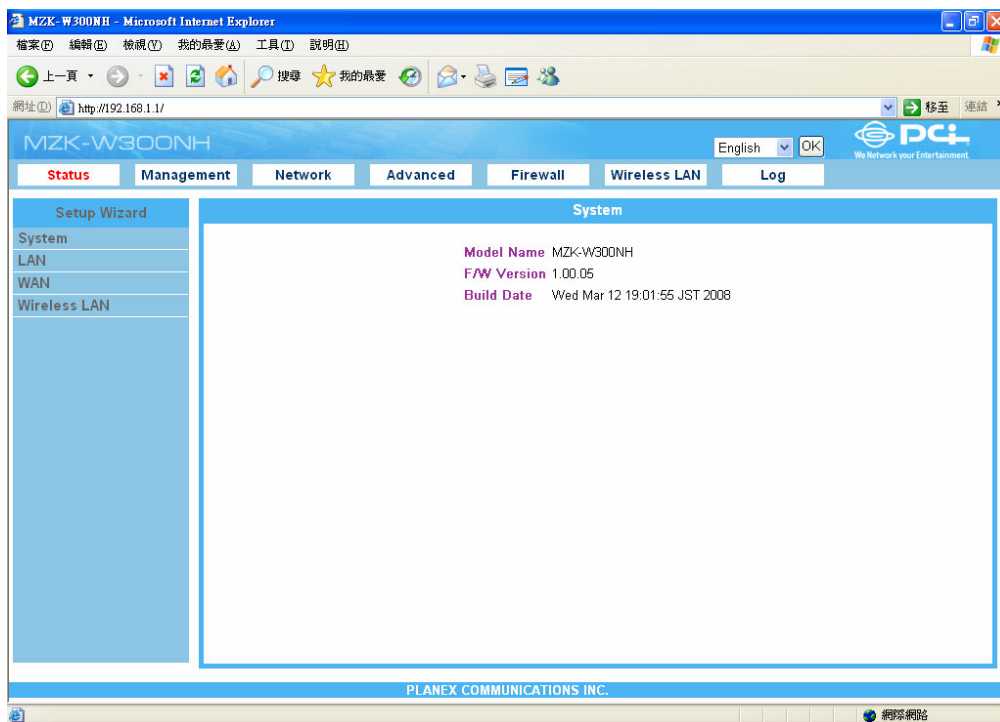 MZK-W300NH - Microsoft Internet Explorer
檔案(F) 編輯(E) 檢視(V) 我的最愛(A) 工具(T) 說明(H)
上一頁 搜尋 我的最愛
網址(D) http://192.168.1.1/ 移至 連結
MZK-W300NH English OK PCi
We Network your Entertainment.
Status Management Network Advanced Firewall Wireless LAN Log
Setup Wizard
System
LAN
WAN
Wireless LAN
System
Model Name MZK-W300NH
F/W Version 1.00.05
Build Date Wed Mar 12 19:01:55 JST 2008
PLANEX COMMUNICATIONS INC.
網際網路